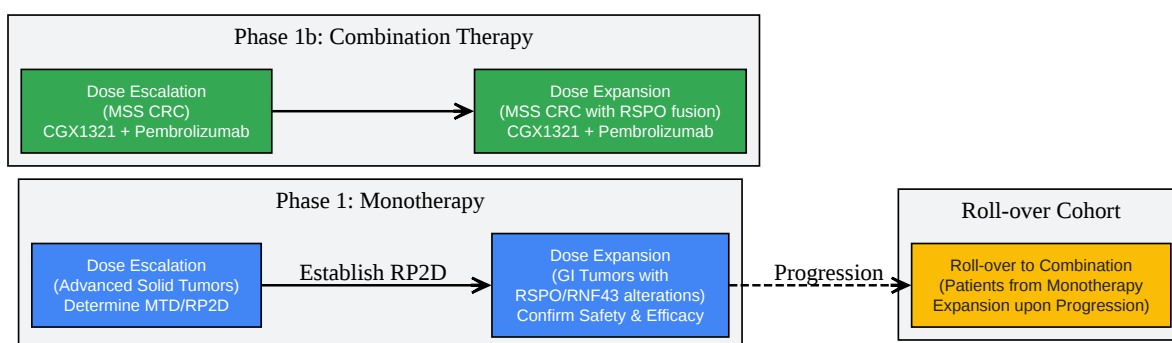 Phase 1b: Combination Therapy
Dose Escalation
(MSS CRC)
CGX1321 + Pembrolizumab
Dose Expansion
(MSS CRC with RSPO fusion)
CGX1321 + Pembrolizumab
Phase 1: Monotherapy
Dose Escalation
(Advanced Solid Tumors)
Determine MTD/RP2D
Establish RP2D
Dose Expansion
(GI Tumors with
RSPO/RNF43 alterations)
Confirm Safety & Efficacy
Progression
Roll-over Cohort
Roll-over to Combination
(Patients from Monotherapy
Expansion upon Progression)